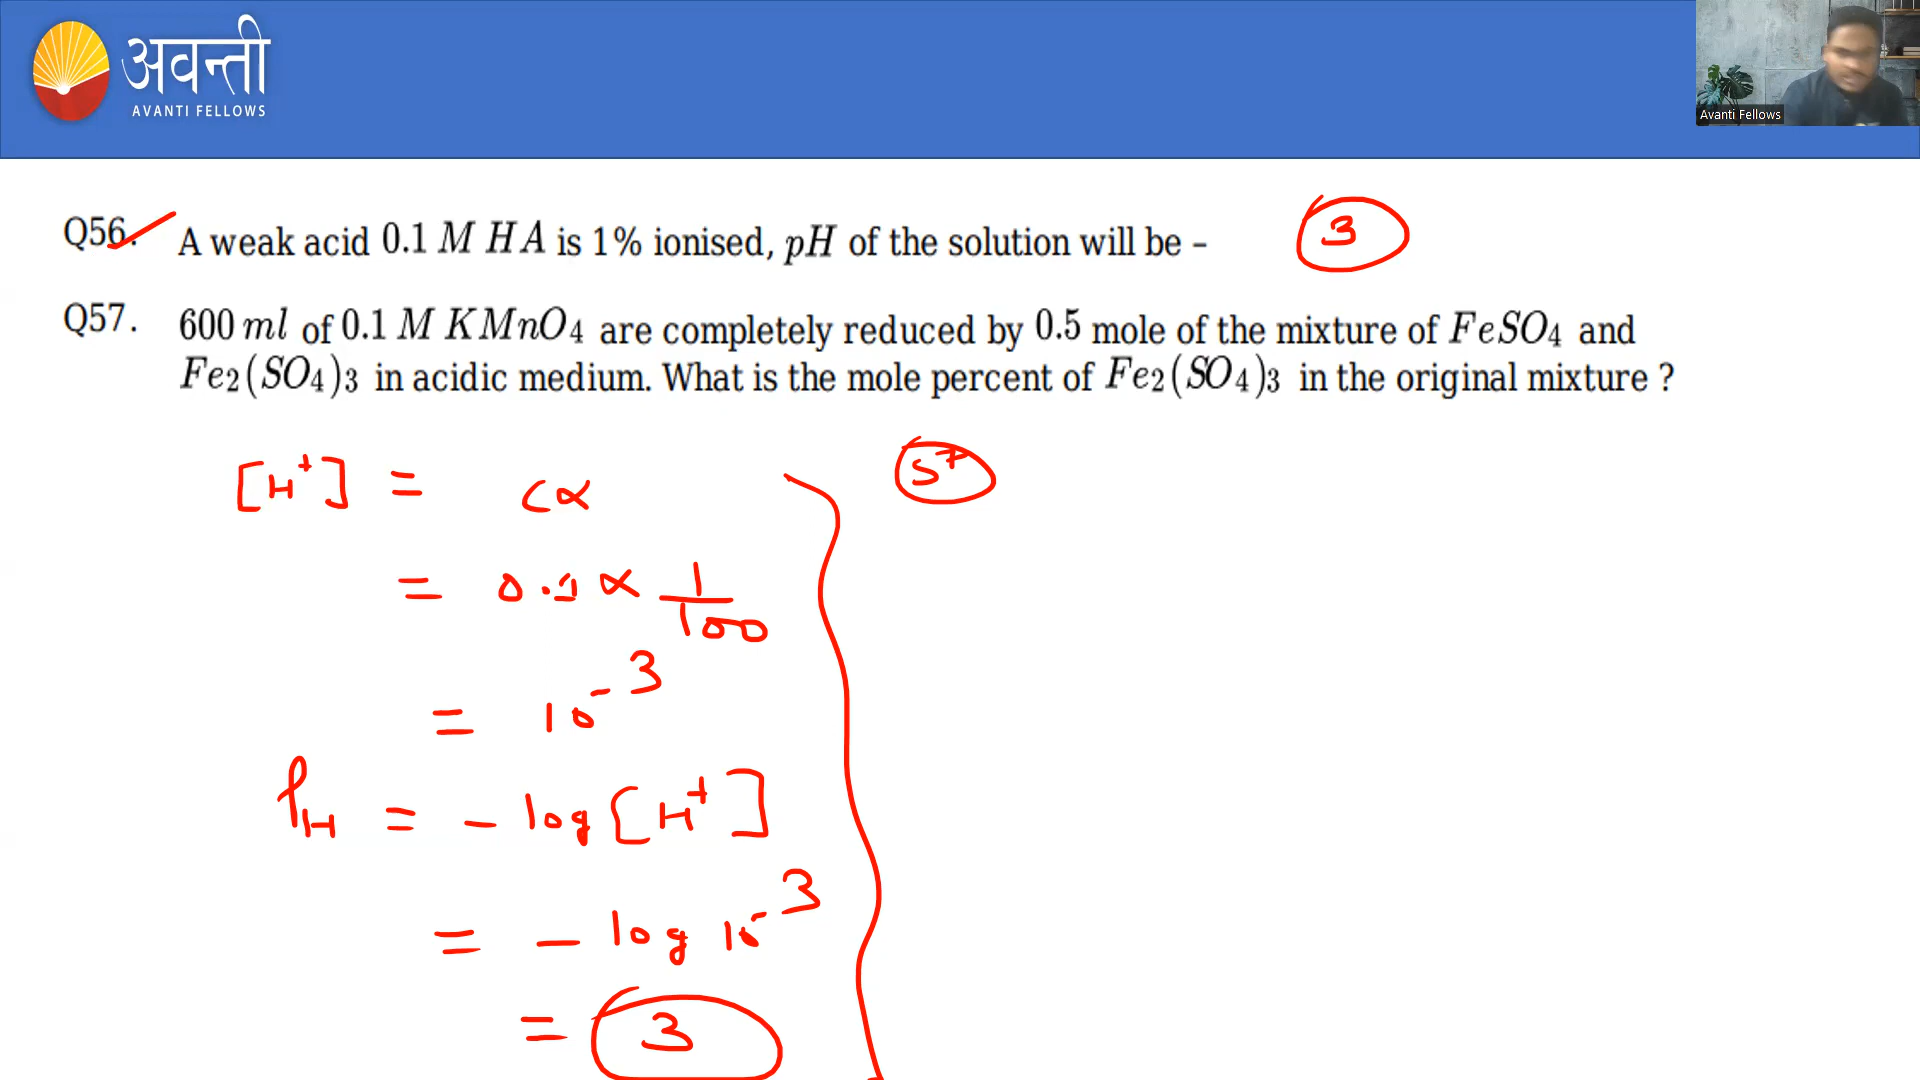 अवन्ती
AVANTI FELLOWS
Avanti Fellows
Q56. A weak acid 0.1 M HA is 1% ionised, pH of the solution will be –
3
Q57. 600 ml of 0.1 M KMnO4 are completely reduced by 0.5 mole of the mixture of FeSO4 and
Fe2(SO4)3 in acidic medium. What is the mole percent of Fe2(SO4)3 in the original mixture ?
[H+] = Cα
= 0.1 × 1/100
= 10^-3
PH = - log [H+]
= - log 10^-3
= 3
57